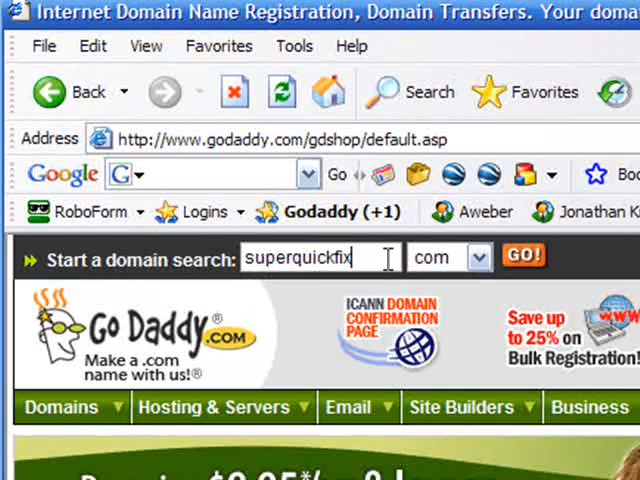 Internet Domain Name Registration, Domain Transfers. Your doma
File Edit View Favorites Tools Help
Back Search Favorites
Address http://www.godaddy.com/gdshop/default.asp
Google G Go Boo
RoboForm Logins Godaddy (+1) Aweber Jonathan K
Start a domain search: superquickfix com GO!
Go Daddy .COM
Make a .com
name with us!®
ICANN DOMAIN
CONFIRMATION
PAGE
Save up
to 25% on
Bulk Registration!
WWW
Domains Hosting & Servers Email Site Builders Business